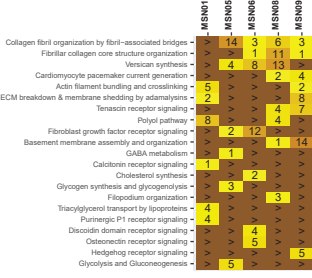 MSN01 MSN05 MSN06 MSN08 MSN09
Collagen fibril organization by fibril-associated bridges > 14 3 6 3
Fibrillar collagen core structure organization > > 1 11 1
Versican synthesis > 4 8 13 >
Cardiomyocyte pacemaker current generation > > > 2 4
Actin filament bundling and crosslinking 5 > > > 2
ECM breakdown & membrane shedding by adamalysins 2 > > > 8
Tenascin receptor signaling > > > 4 7
Polyol pathway 8 > > 4 >
Fibroblast growth factor receptor signaling > 2 12 > >
Basement membrane assembly and organization > > > 1 14
GABA metabolism > 1 > > >
Calcitonin receptor signaling 1 > > > >
Cholesterol synthesis > > 2 > >
Glycogen synthesis and glycogenolysis > 3 > > >
Filopodium organization > > > 3 >
Triacylglycerol transport by lipoproteins 4 > > > >
Purinergic P1 receptor signaling 4 > > > >
Discoidin domain receptor signaling > > 4 > >
Osteonectin receptor signaling > > 5 > >
Hedgehog receptor signaling > > > > 5
Glycolysis and Gluconeogenesis > 5 > > >